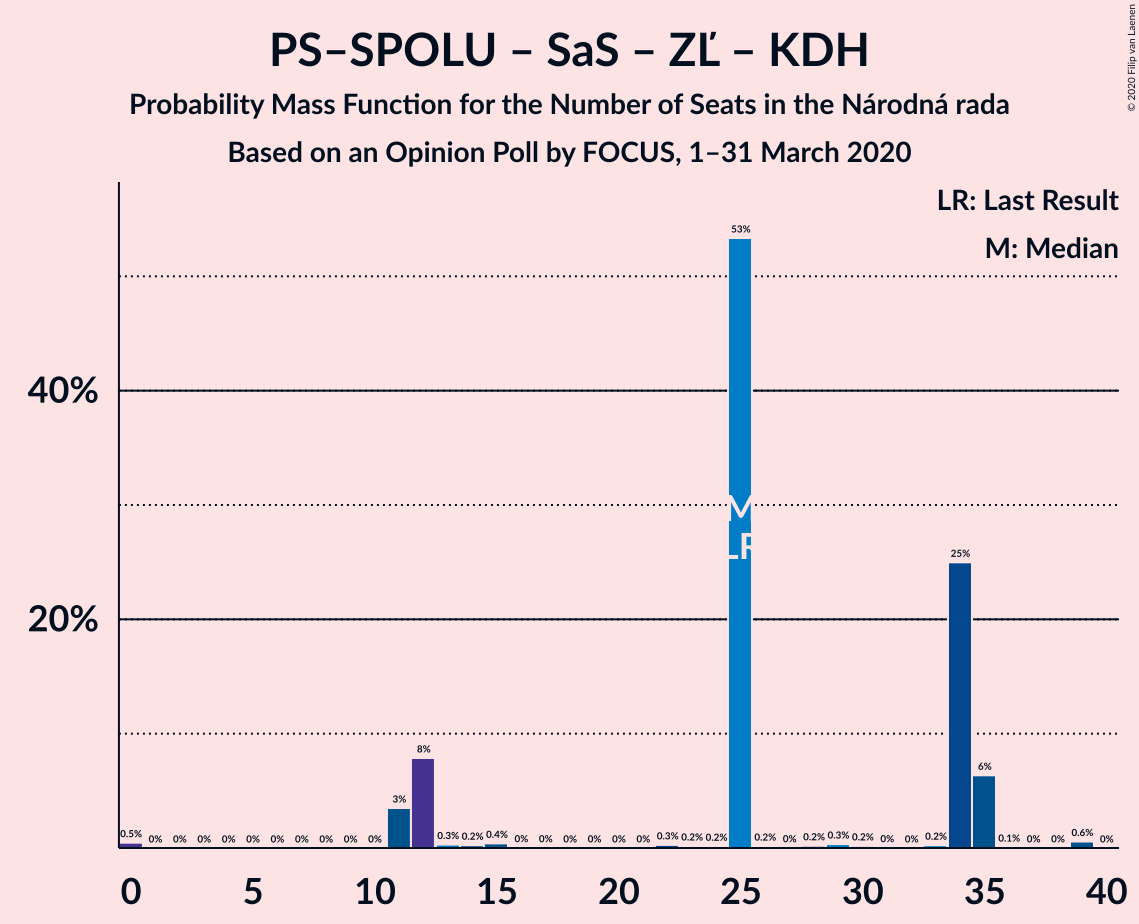 PS–SPOLU – SaS – ZĽ – KDH
Probability Mass Function for the Number of Seats in the Národná rada
Based on an Opinion Poll by FOCUS, 1–31 March 2020
© 2020 Filip van Laenen
LR: Last Result
M: Median
40%
20%
0.5% 0% 0% 0% 0% 0% 0% 0% 0% 0% 0% 3% 8% 0.3% 0.2% 0.4% 0% 0% 0% 0% 0% 0% 0.3% 0.2% 0.2% 53% 0.2% 0% 0.2% 0.3% 0.2% 0% 0% 0.2% 25% 6% 0.1% 0% 0% 0.6% 0%
M
LR
0 5 10 15 20 25 30 35 40